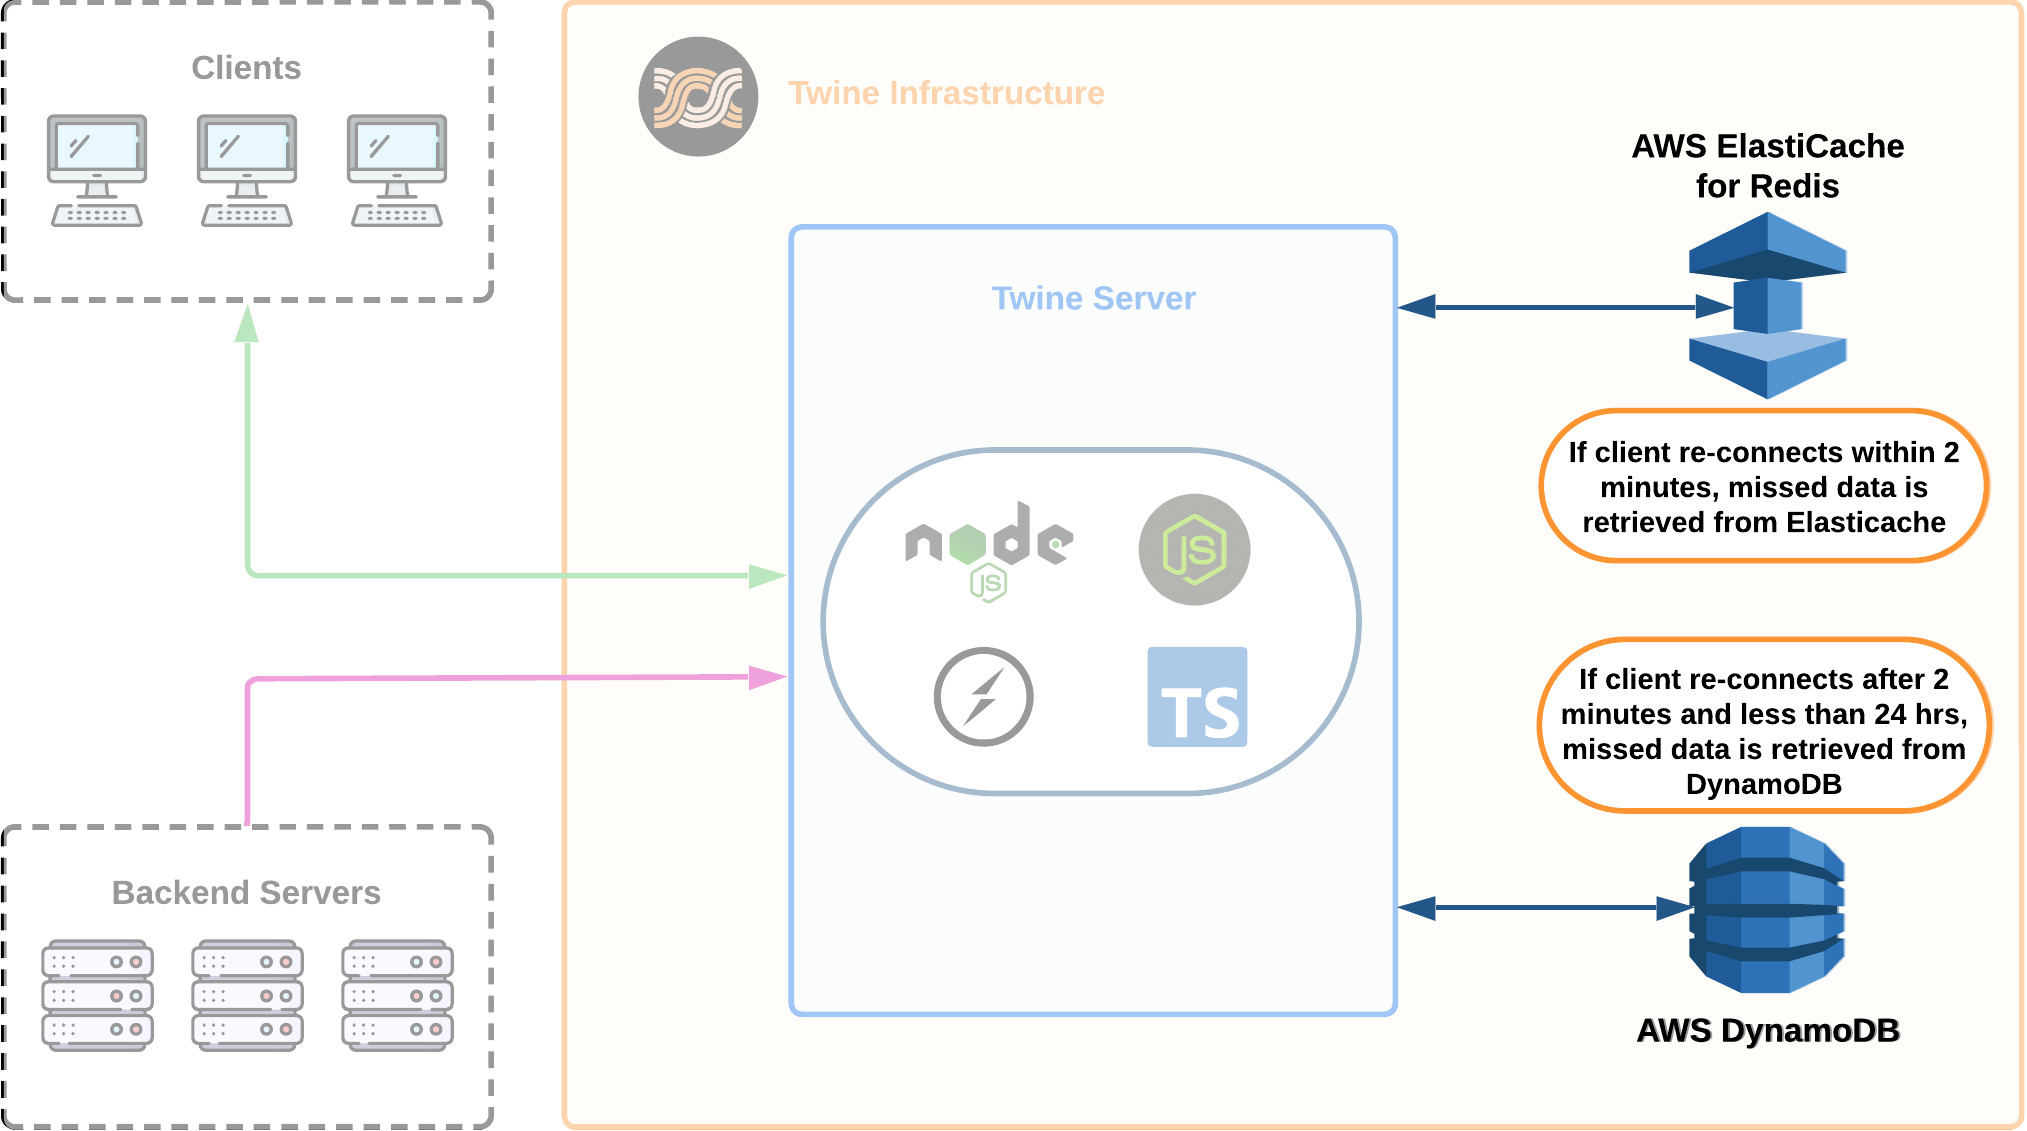 Clients
Twine Infrastructure
AWS ElastiCache
for Redis
Twine Server
If client re-connects within 2
minutes, missed data is
retrieved from Elasticache
node
JS
JS
TS
If client re-connects after 2
minutes and less than 24 hrs,
missed data is retrieved from
DynamoDB
Backend Servers
AWS DynamoDB